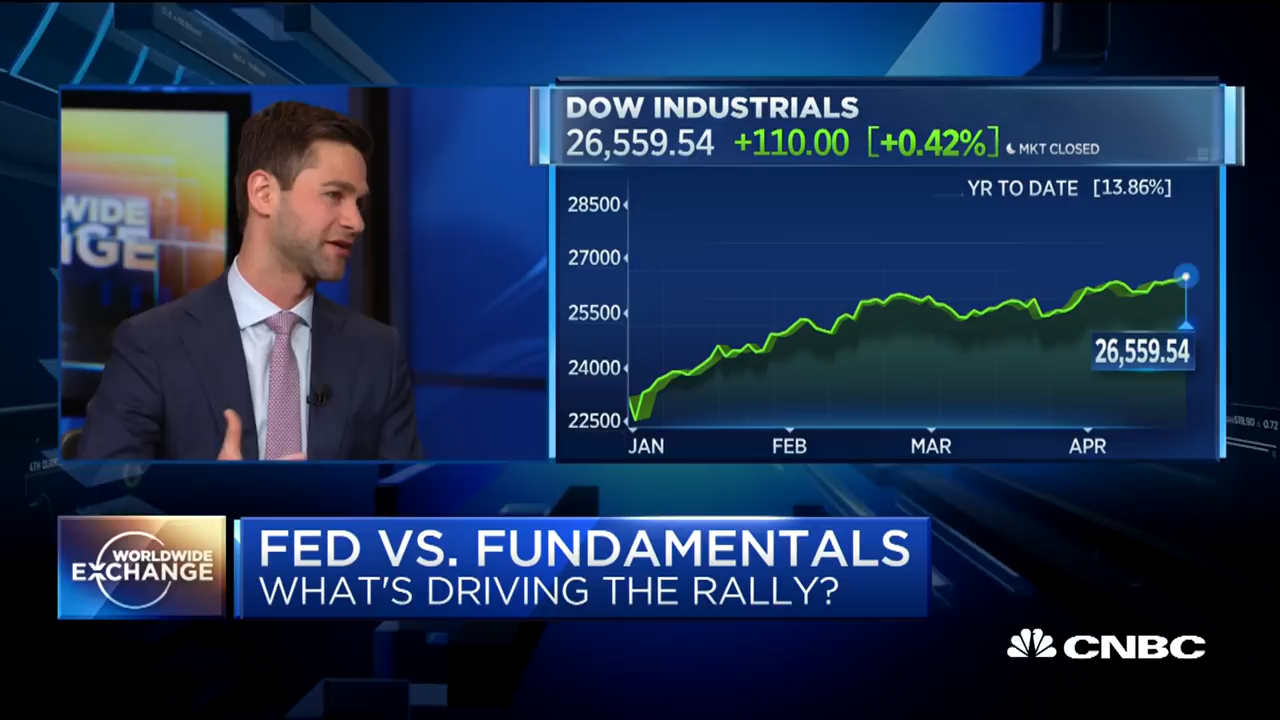 DOW INDUSTRIALS
26,559.54 +110.00 [+0.42%] MKT CLOSED
YR TO DATE [13.86%]
28500
27000
25500
24000
22500
26,559.54
JAN FEB MAR APR
WIDE
NGE
FED VS. FUNDAMENTALS
WHAT'S DRIVING THE RALLY?
WORLDWIDE
EXCHANGE
CNBC